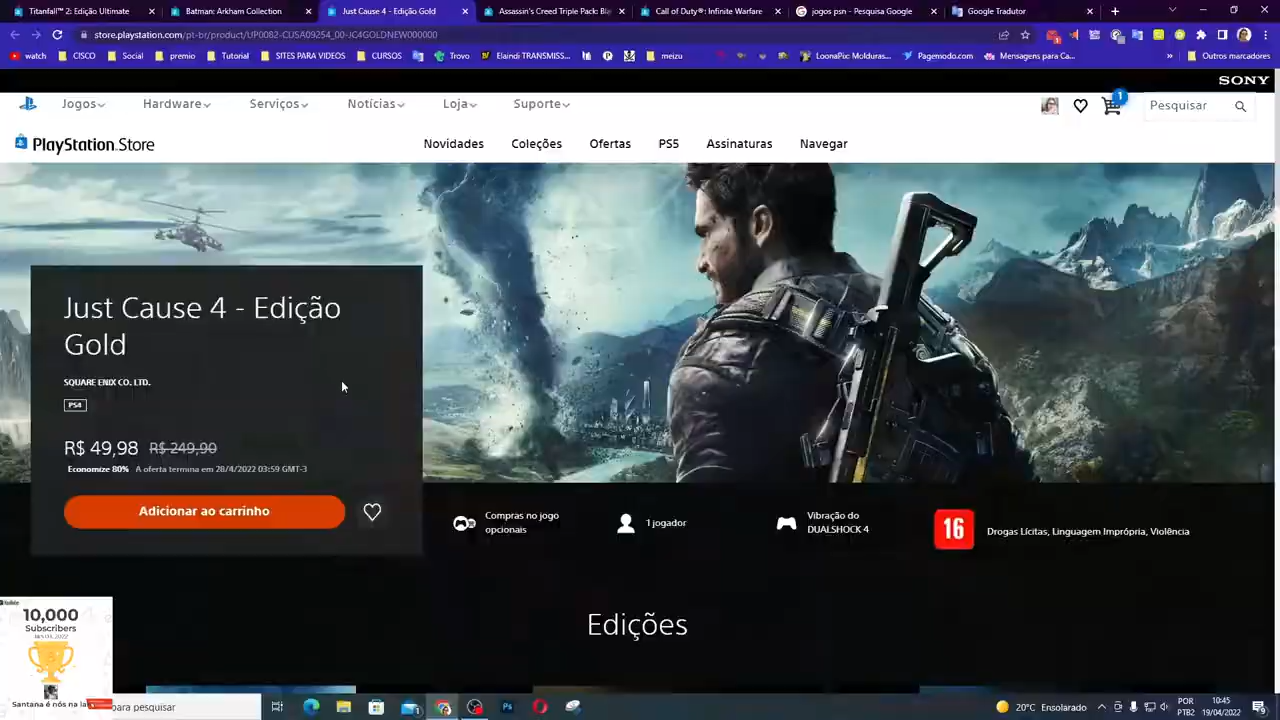 Titanfall™ 2: Edição Ultimate
Batman: Arkham Collection
Just Cause 4 - Edição Gold
Assassin's Creed Triple Pack: Bla
Call of Duty®: Infinite Warfare
jogos psn - Pesquisa Google
Google Tradutor
store.playstation.com/pt-br/product/UP0082-CUSA09254_00-JC4GOLDNEW000000
watch
CISCO
Social
premio
Tutorial
SITES PARA VIDEOS
CURSOS
Trovo
Elaindi TRANSMISS...
meizu
LoonaPic Molduras...
Pagemodo.com
Mensagens para Ca...
Outros marcadores
SONY
Jogos
Hardware
Serviços
Notícias
Loja
Suporte
1
Pesquisar
PlayStation.Store
Novidades
Coleções
Ofertas
PS5
Assinaturas
Navegar
Just Cause 4 - Edição
Gold
SQUARE ENIX CO. LTD.
PS4
R$ 49,98 R$ 249,90
Economize 80% A oferta termina em 28/4/2022 03:59 GMT-3
Adicionar ao carrinho
Compras no jogo
opcionais
1 jogador
Vibração do
DUALSHOCK 4
16
Drogas Lícitas, Linguagem Imprópria, Violência
10,000
Subscribers
Edições
Santana é nós na
para pesquisar
20°C Ensolarado
POR
PTB2
10:45
19/04/2022